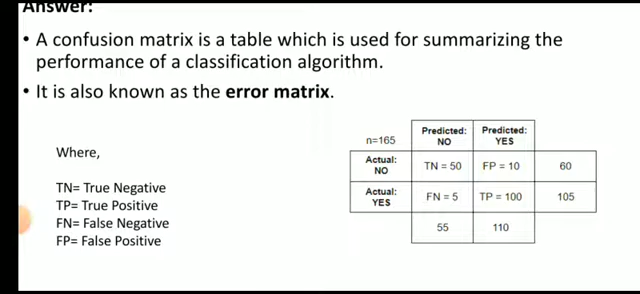 Answer:
• A confusion matrix is a table which is used for summarizing the
performance of a classification algorithm.
• It is also known as the error matrix.
Where,
TN= True Negative
TP= True Positive
FN= False Negative
FP= False Positive
n=165 Predicted: NO Predicted: YES
Actual: NO TN = 50 FP = 10 60
Actual: YES FN = 5 TP = 100 105
55 110